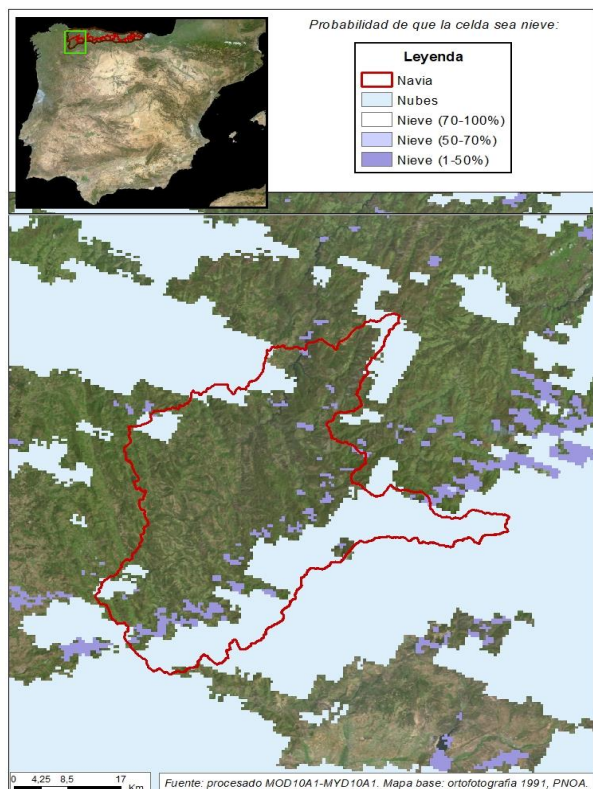 Probabilidad de que la celda sea nieve:
Leyenda
Navia
Nubes
Nieve (70-100%)
Nieve (50-70%)
Nieve (1-50%)
0 4,25 8,5 17
Km
Fuente: procesado MOD10A1-MYD10A1. Mapa base: ortofotografia 1991, PNOA.